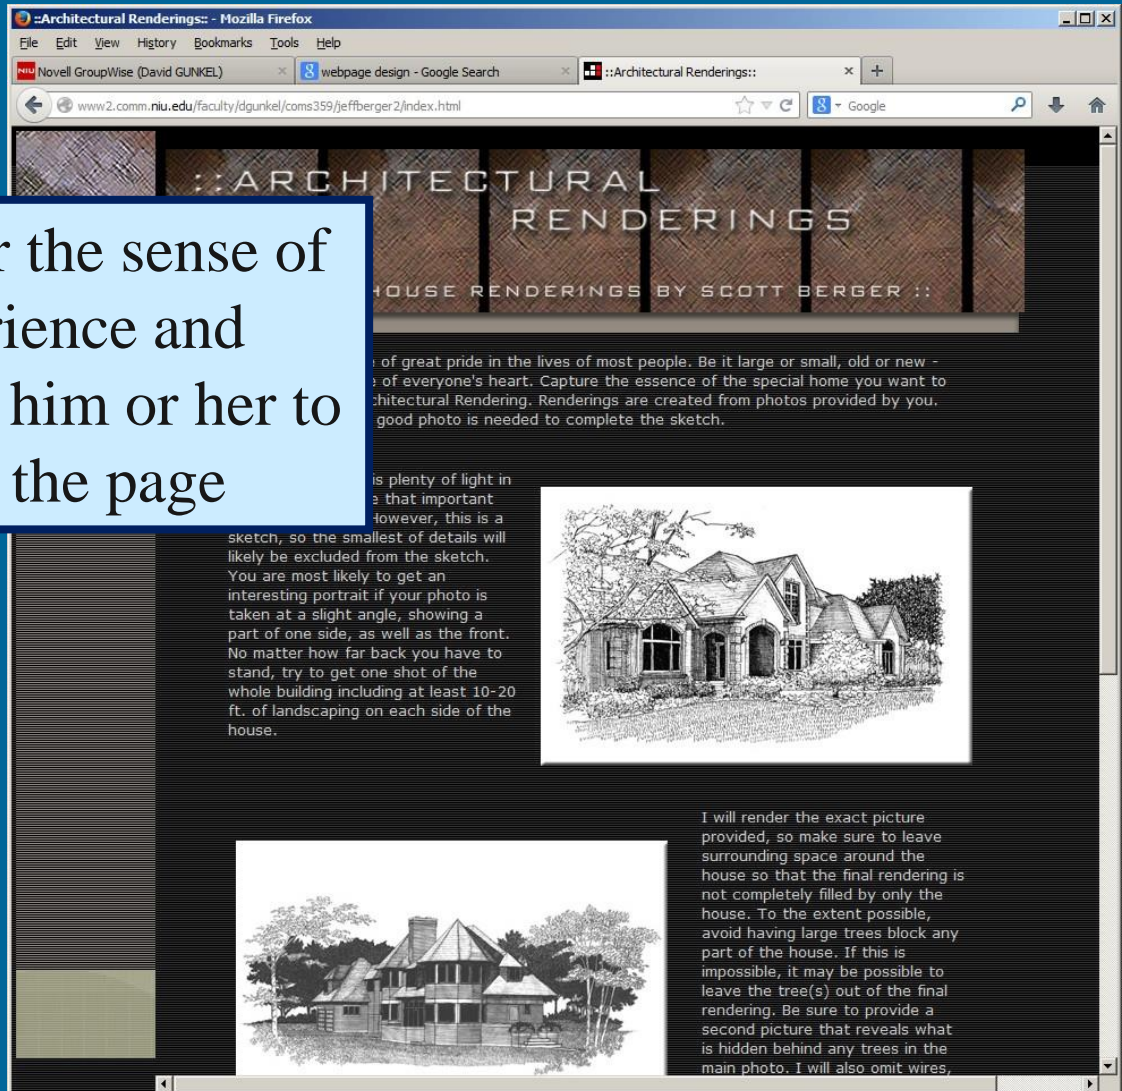 ::Architectural Renderings:: - Mozilla Firefox
File Edit View History Bookmarks Tools Help
NIU Novell GroupWise (David GUNKEL) × 8 webpage design - Google Search × ::Architectural Renderings:: × +
www2.comm.niu.edu/faculty/dgunkel/coms359/jeffberger2/index.html 8 Google
::ARCHITECTURAL
RENDERINGS
HOUSE RENDERINGS BY SCOTT BERGER ::
r the sense of
rience and
him or her to
the page
of great pride in the lives of most people. Be it large or small, old or new -
of everyone's heart. Capture the essence of the special home you want to
chitectural Rendering. Renderings are created from photos provided by you.
good photo is needed to complete the sketch.
is plenty of light in
that important
However, this is a
sketch, so the smallest of details will
likely be excluded from the sketch.
You are most likely to get an
interesting portrait if your photo is
taken at a slight angle, showing a
part of one side, as well as the front.
No matter how far back you have to
stand, try to get one shot of the
whole building including at least 10-20
ft. of landscaping on each side of the
house.
I will render the exact picture
provided, so make sure to leave
surrounding space around the
house so that the final rendering is
not completely filled by only the
house. To the extent possible,
avoid having large trees block any
part of the house. If this is
impossible, it may be possible to
leave the tree(s) out of the final
rendering. Be sure to provide a
second picture that reveals what
is hidden behind any trees in the
main photo. I will also omit wires,